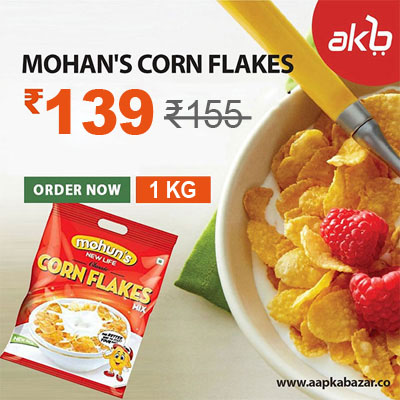 akb
MOHAN'S CORN FLAKES
₹139 ₹155
ORDER NOW
1 KG
mohun's
NEW LIFE
Classic
CORN FLAKES
MIX
www.aapkabazar.co